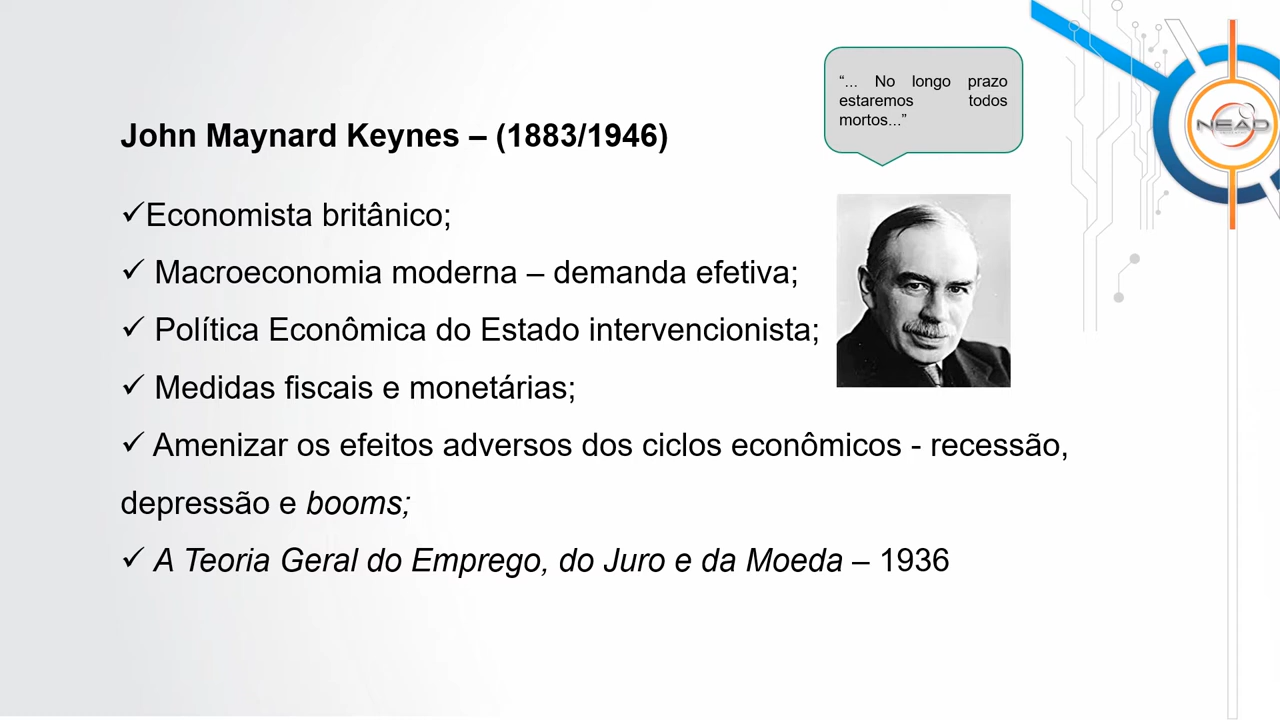 “... No longo prazo
estaremos todos
mortos...”
John Maynard Keynes – (1883/1946)
✓Economista britânico;
✓ Macroeconomia moderna – demanda efetiva;
✓ Política Econômica do Estado intervencionista;
✓ Medidas fiscais e monetárias;
✓ Amenizar os efeitos adversos dos ciclos econômicos - recessão,
depressão e booms;
✓ A Teoria Geral do Emprego, do Juro e da Moeda – 1936
NEAD